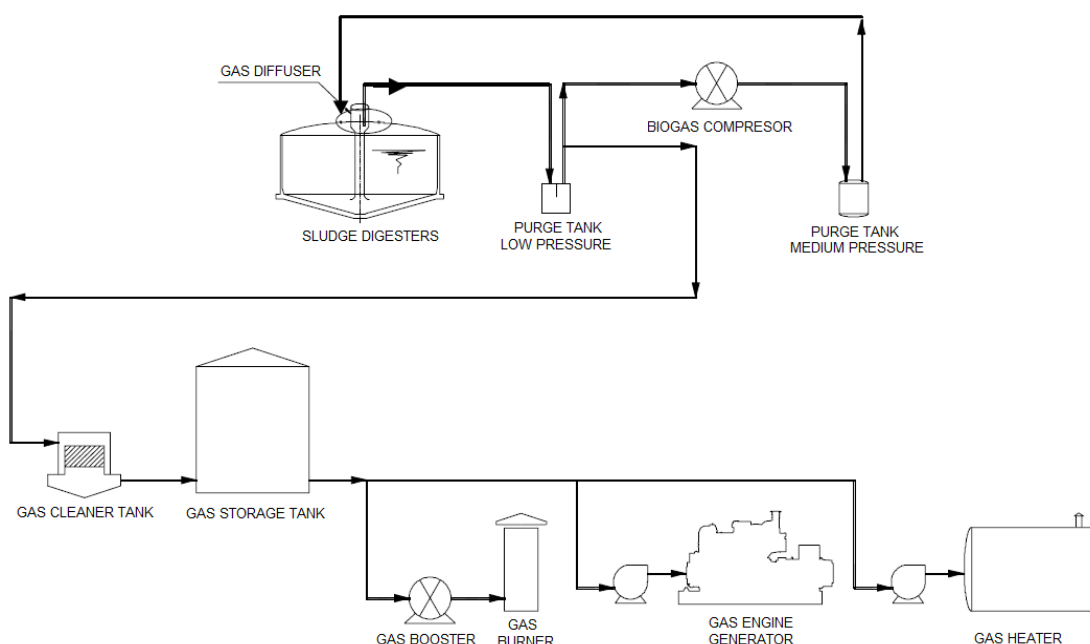 GAS DIFFUSER
BIOGAS COMPRESOR
SLUDGE DIGESTERS
PURGE TANK
LOW PRESSURE
PURGE TANK
MEDIUM PRESSURE
GAS CLEANER TANK
GAS STORAGE TANK
GAS BOOSTER
GAS
BURNER
GAS ENGINE
GENERATOR
GAS HEATER